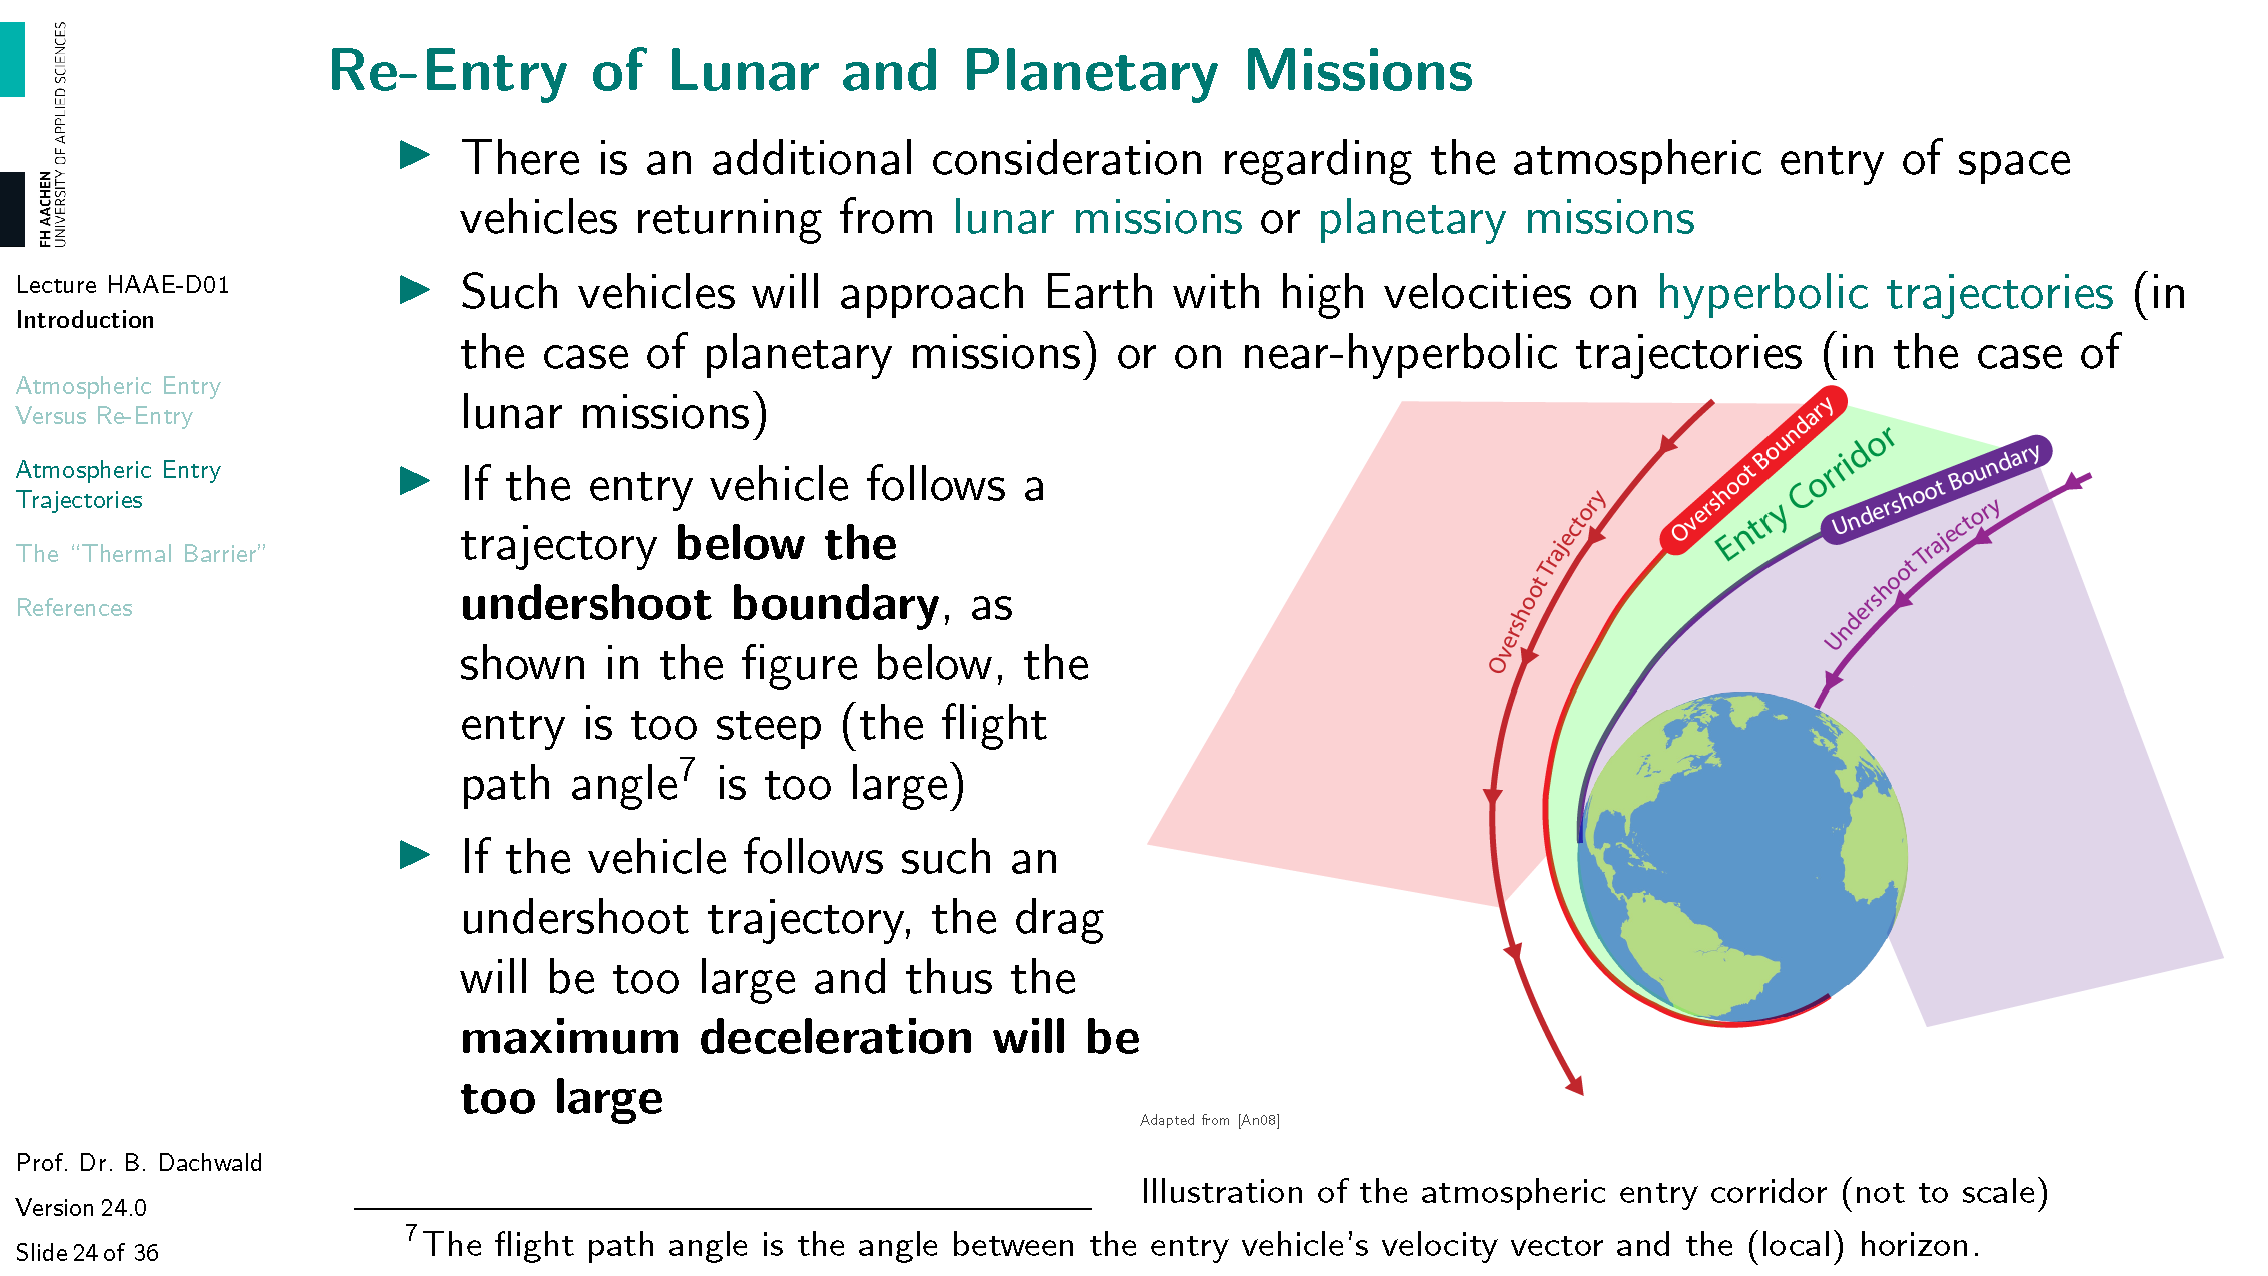 FH AACHEN
UNIVERSITY OF APPLIED SCIENCES
Lecture HAAE-D01
Introduction
Atmospheric Entry
Versus Re-Entry
Atmospheric Entry
Trajectories
The “Thermal Barrier”
References
Prof. Dr. B. Dachwald
Version 24.0
Slide 24 of 36
Re-Entry of Lunar and Planetary Missions
▶ There is an additional consideration regarding the atmospheric entry of space
vehicles returning from lunar missions or planetary missions
▶ Such vehicles will approach Earth with high velocities on hyperbolic trajectories (in
the case of planetary missions) or on near-hyperbolic trajectories (in the case of
lunar missions)
▶ If the entry vehicle follows a
trajectory below the
undershoot boundary, as
shown in the figure below, the
entry is too steep (the flight
path angle⁷ is too large)
▶ If the vehicle follows such an
undershoot trajectory, the drag
will be too large and thus the
maximum deceleration will be
too large
Overshoot Trajectory
Overshoot Boundary
Entry Corridor
Undershoot Boundary
Undershoot Trajectory
Adapted from [An08]
Illustration of the atmospheric entry corridor (not to scale)
⁷The flight path angle is the angle between the entry vehicle’s velocity vector and the (local) horizon.